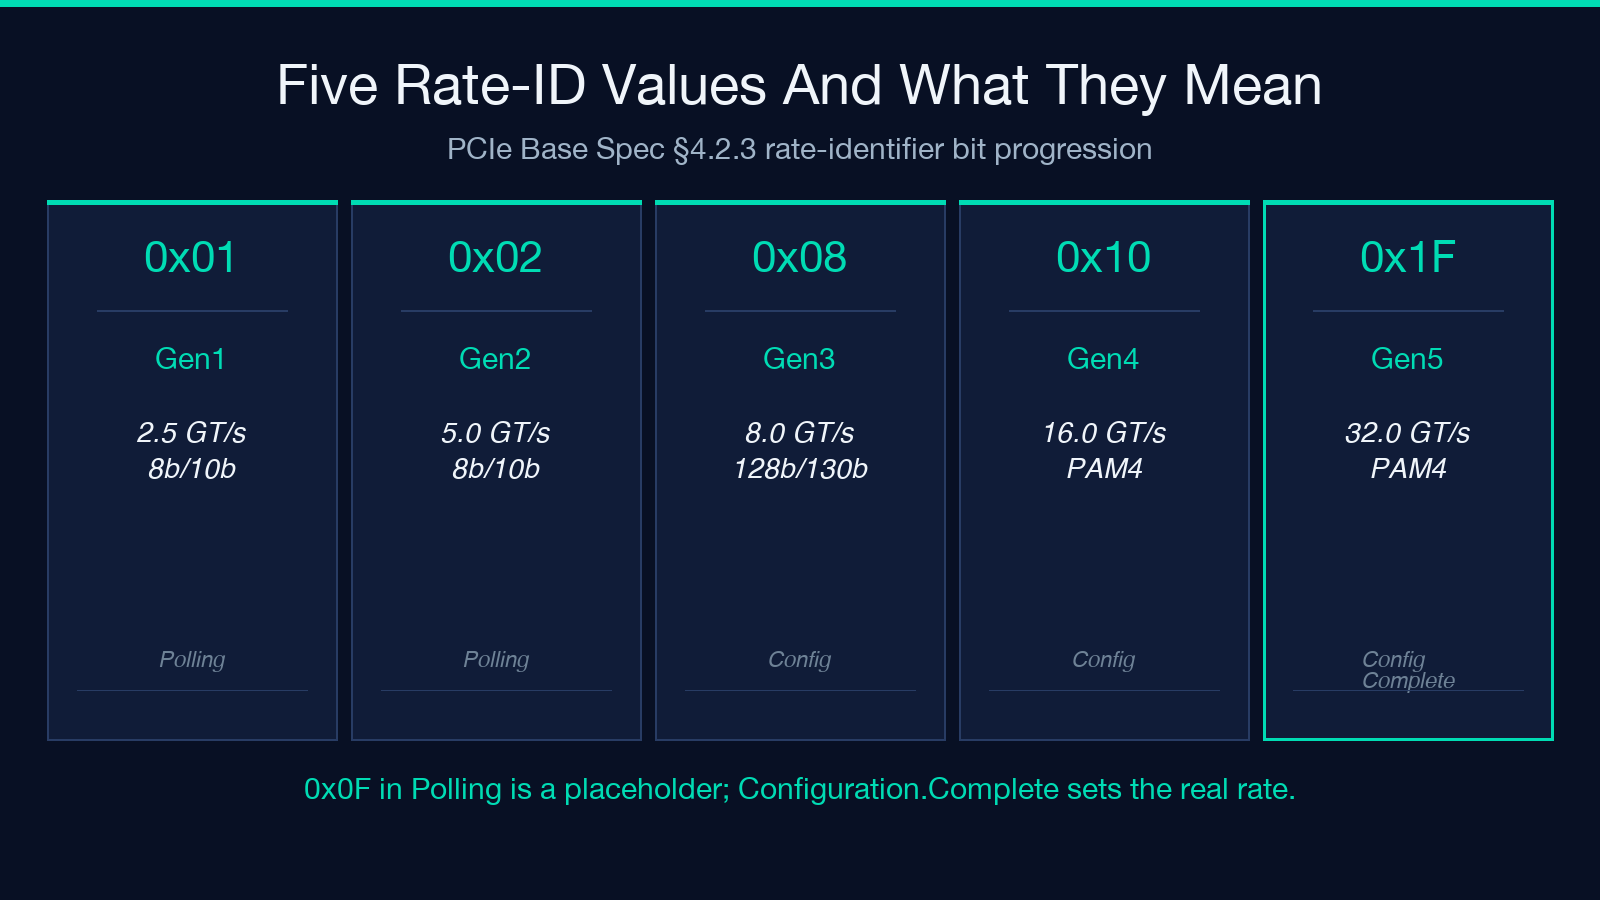 Five Rate-ID Values And What They Mean
PCIe Base Spec §4.2.3 rate-identifier bit progression
0x01
Gen1
2.5 GT/s
8b/10b
Polling
0x02
Gen2
5.0 GT/s
8b/10b
Polling
0x08
Gen3
8.0 GT/s
128b/130b
Config
0x10
Gen4
16.0 GT/s
PAM4
Config
0x1F
Gen5
32.0 GT/s
PAM4
Config
Complete
0x0F in Polling is a placeholder; Configuration.Complete sets the real rate.